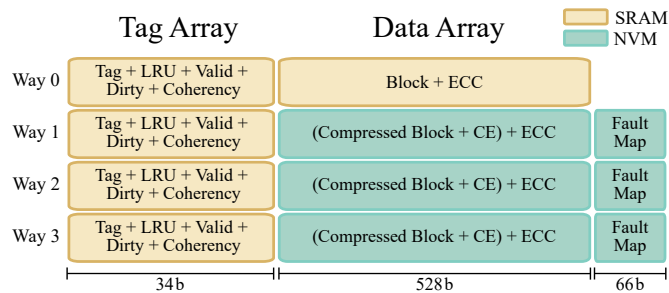 Tag Array Data Array
SRAM
NVM
Way 0
Tag + LRU + Valid +
Dirty + Coherency
Block + ECC
Way 1
Tag + LRU + Valid +
Dirty + Coherency
(Compressed Block + CE) + ECC
Fault
Map
Way 2
Tag + LRU + Valid +
Dirty + Coherency
(Compressed Block + CE) + ECC
Fault
Map
Way 3
Tag + LRU + Valid +
Dirty + Coherency
(Compressed Block + CE) + ECC
Fault
Map
34b 528b 66b